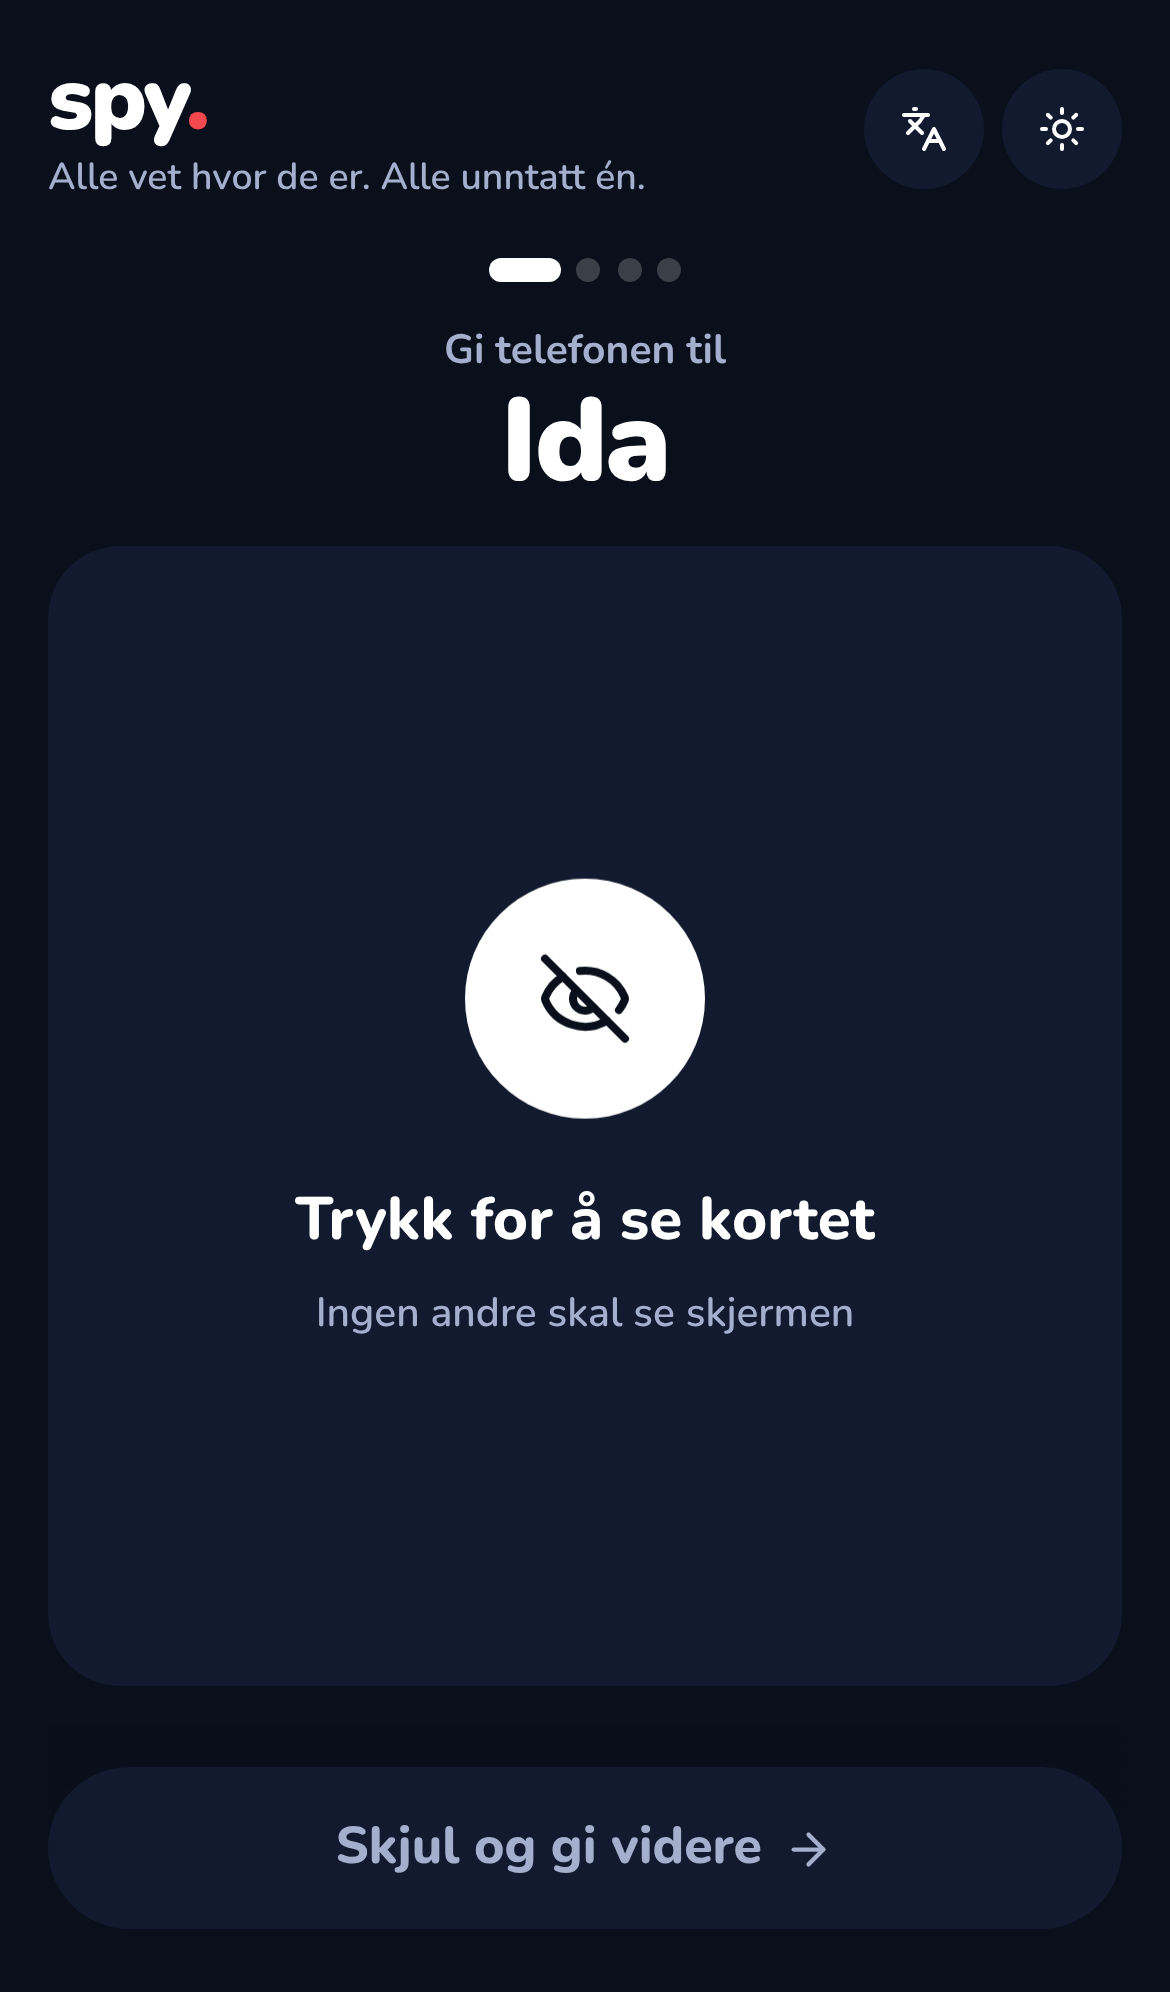 spy.
Alle vet hvor de er. Alle unntatt én.
Gi telefonen til
Ida
Trykk for å se kortet
Ingen andre skal se skjermen
Skjul og gi videre →